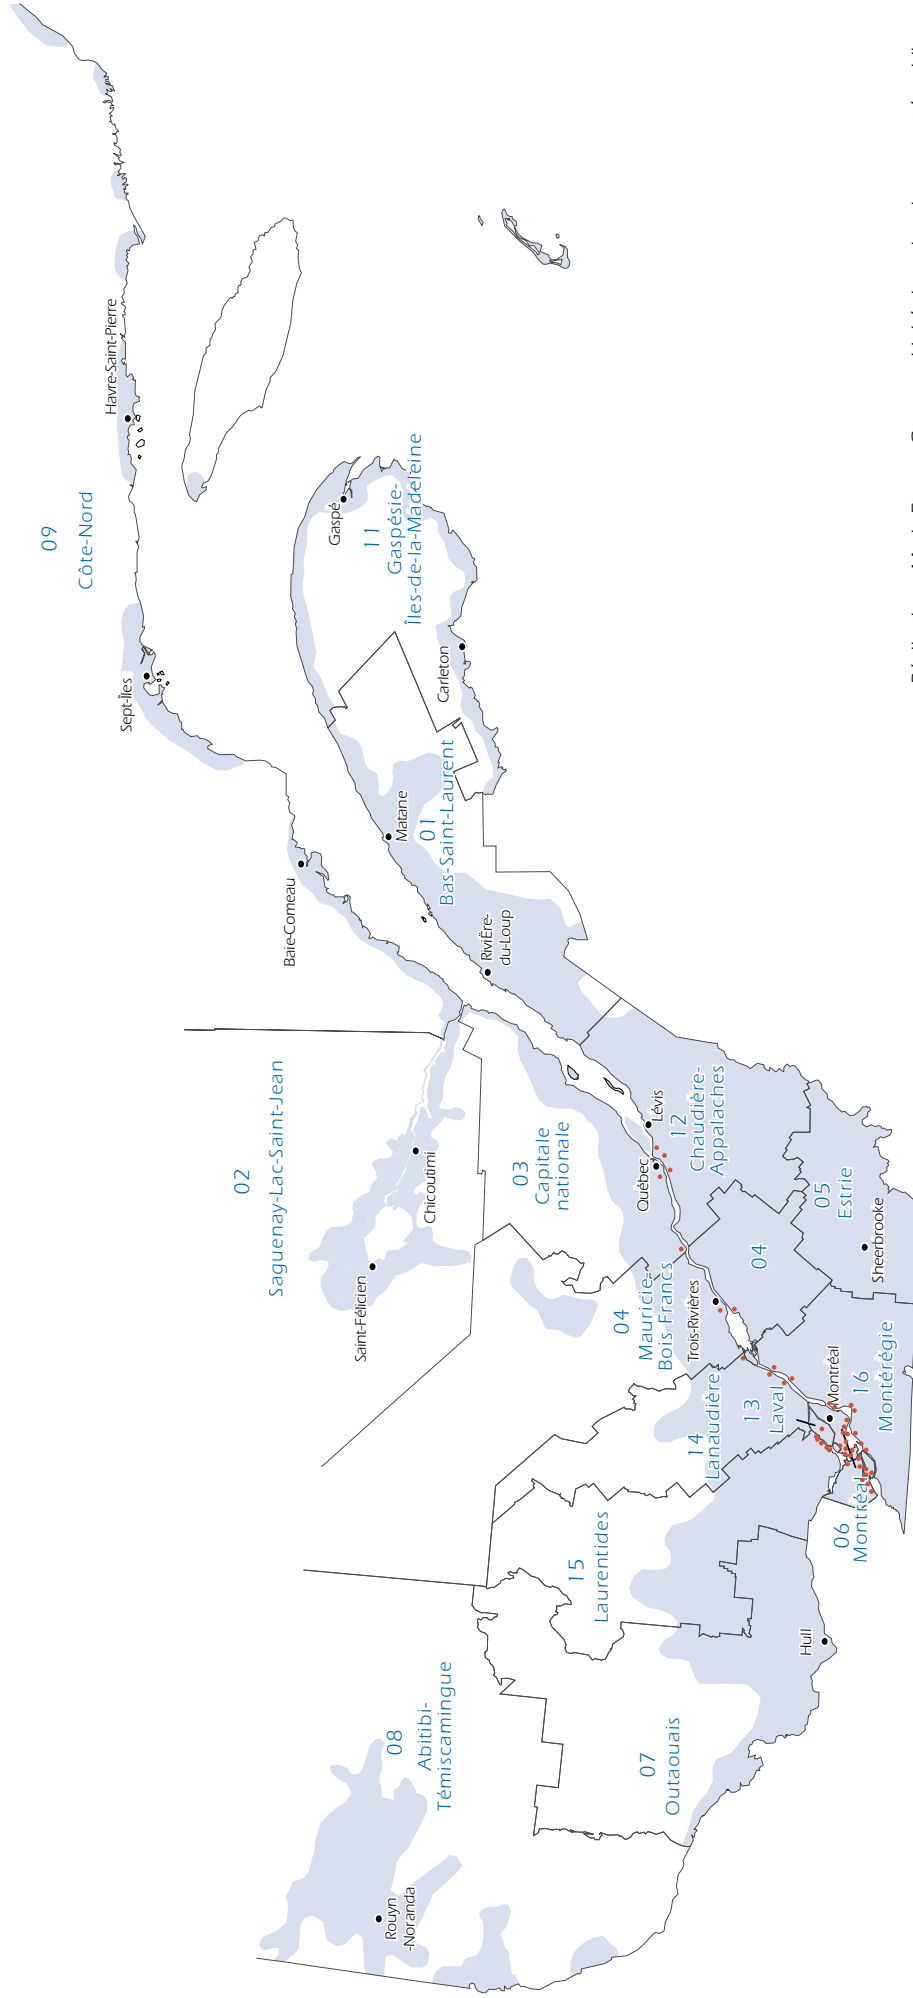 09
Côte-Nord
Havre-Saint-Pierre
Sept-Îles
Baie-Comeau
Gaspé
11
Gaspésie-
Îles-de-la-Madeleine
Carleton
Matane
01
Bas-Saint-Laurent
RiviËre-
du-Loup
02
Saguenay-Lac-Saint-Jean
Chicoutimi
Saint-Félicien
03
Capitale
nationale
Québec
Lévis
12
Chaudière-
Appalaches
04
Mauricie-
Bois Francs
Trois-Rivières
04
05
Estrie
Sheerbrooke
14
Lanaudière
13
Laval
Montréal
16
Montérégie
06
Montréal
15
Laurentides
Hull
07
Outaouais
08
Abitibi-
Témiscamingue
Rouyn
-Noranda